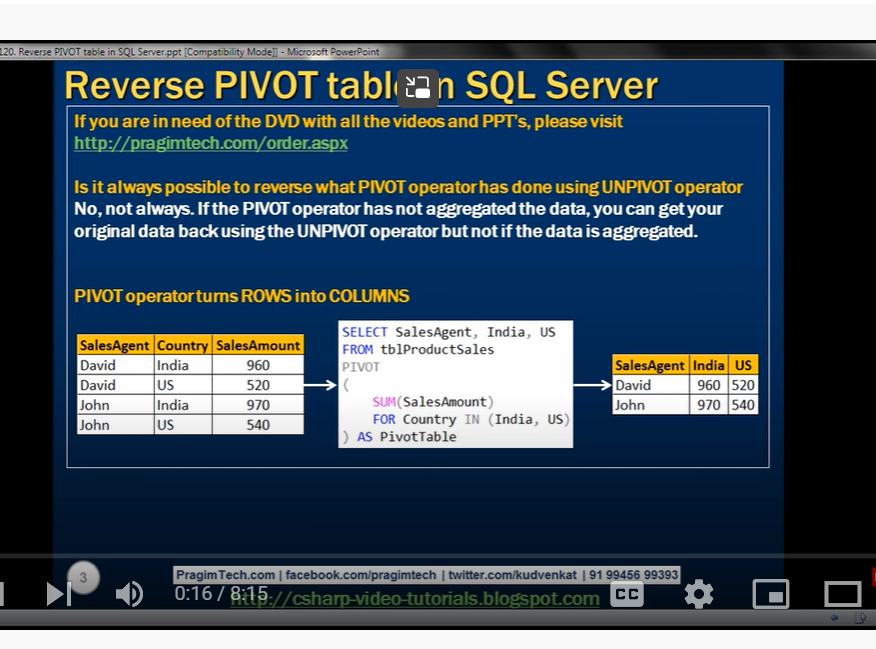 120. Reverse PIVOT table in SQL Server.ppt [Compatibility Mode]] - Microsoft PowerPoint
Reverse PIVOT tabl n SQL Server
If you are in need of the DVD with all the videos and PPT's, please visit
http://pragimtech.com/order.aspx
Is it always possible to reverse what PIVOT operator has done using UNPIVOT operator
No, not always. If the PIVOT operator has not aggregated the data, you can get your
original data back using the UNPIVOT operator but not if the data is aggregated.
PIVOT operator turns ROWS into COLUMNS
SalesAgent Country SalesAmount
David India 960
David US 520
John India 970
John US 540
SELECT SalesAgent, India, US
FROM tblProductSales
PIVOT
(
SUM(SalesAmount)
FOR Country IN (India, US)
) AS PivotTable
SalesAgent India US
David 960 520
John 970 540
3
PragimTech.com | facebook.com/pragimtech | twitter.com/kudvenkat | 91 99456 99393
0:16 / 8:15
http://csharp-video-tutorials.blogspot.com
CC